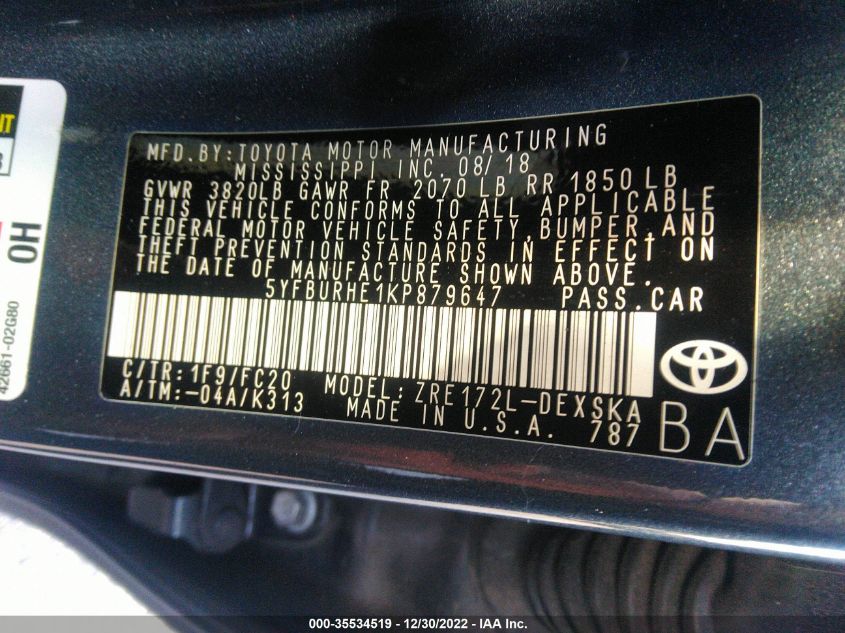 MFD.BY:TOYOTA MOTOR MANUFACTURING
MISSISSIPPI INC. 08/18
GVWR 3820LB GAWR FR 2070 LB RR 1850 LB
THIS VEHICLE CONFORMS TO ALL APPLICABLE
FEDERAL MOTOR VEHICLE SAFETY,BUMPER,AND
THEFT PREVENTION STANDARDS IN EFFECT ON
THE DATE OF MANUFACTURE SHOWN ABOVE.
5YFBURHE1KP879647 PASS.CAR
C/TR:1F9/FC20 MODEL:ZRE172L-DEXSKA
A/TM:-04A/K313 MADE IN U.S.A. 787
BA
OH
42661-02G80
000-35534519 - 12/30/2022 - IAA Inc.